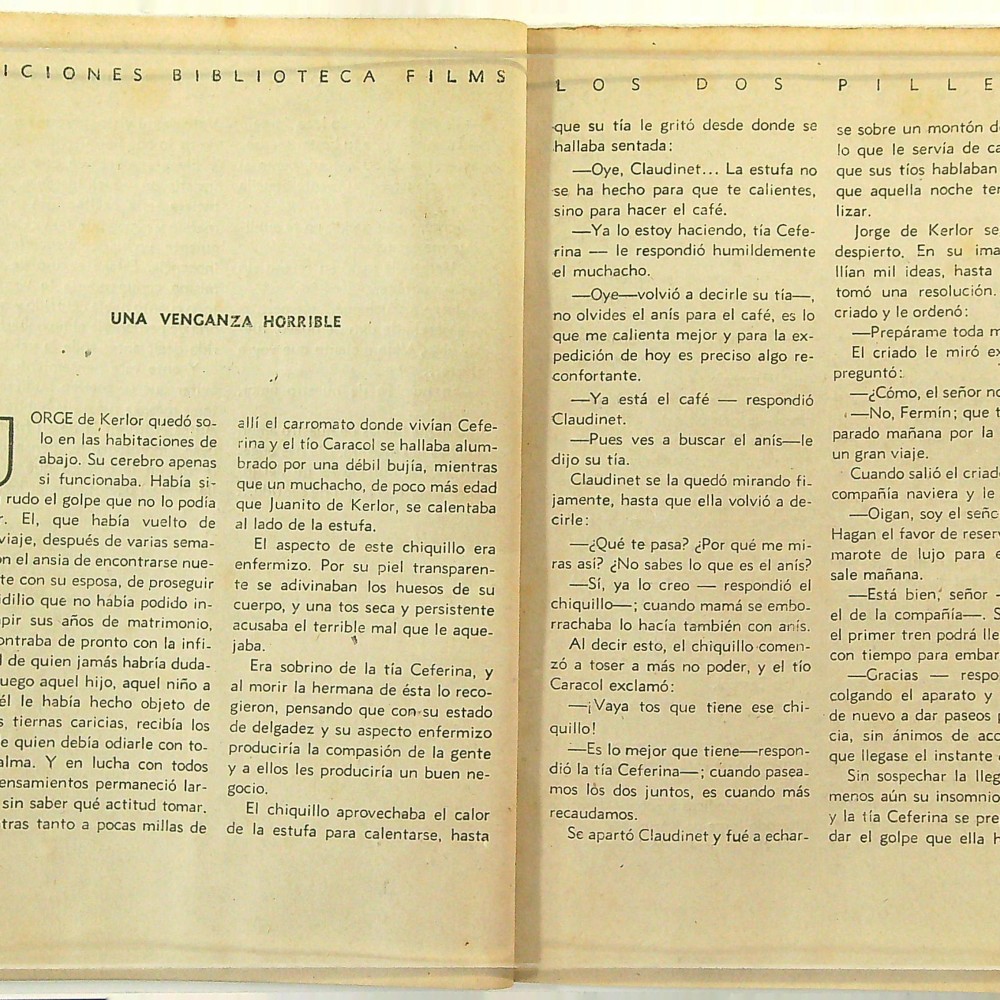 ICIONES BIBLIOTECA FILMS
UNA VENGANZA HORRIBLE
JORGE de Kerlor quedó so-
lo en las habitaciones de
abajo. Su cerebro apenas
si funcionaba. Había si-
rudo el golpe que no lo podía
r. El, que había vuelto de
viaje, después de varias sema-
n el ansia de encontrarse nue-
te con su esposa, de proseguir
idilio que no había podido in-
pir sus años de matrimonio,
ontraba de pronto con la infi-
l de quien jamás habría duda-
uego aquel hijo, aquel niño a
él le había hecho objeto de
s tiernas caricias, recibía los
e quien debía odiarle con to-
alma. Y en lucha con todos
ensamientos permaneció lar-
sin saber qué actitud tomar.
tras tanto a pocas millas de
allí el carromato donde vivían Cefe-
rina y el tío Caracol se hallaba alum-
brado por una débil bujía, mientras
que un muchacho, de poco más edad
que Juanito de Kerlor, se calentaba
al lado de la estufa.
El aspecto de este chiquillo era
enfermizo. Por su piel transparen-
te se adivinaban los huesos de su
cuerpo, y una tos seca y persistente
acusaba el terrible mal que le aque-
jaba.
Era sobrino de la tía Ceferina, y
al morir la hermana de ésta lo reco-
gieron, pensando que con su estado
de delgadez y su aspecto enfermizo
produciría la compasión de la gente
y a ellos les produciría un buen ne-
gocio.
El chiquillo aprovechaba el calor
de la estufa para calentarse, hasta
LOS DOS PILLE
que su tía le gritó desde donde se
hallaba sentada:
—Oye, Claudinet... La estufa no
se ha hecho para que te calientes,
sino para hacer el café.
—Ya lo estoy haciendo, tía Cefe-
rina — le respondió humildemente
el muchacho.
—Oye—volvió a decirle su tía—,
no olvides el anís para el café, es lo
que me calienta mejor y para la ex-
pedición de hoy es preciso algo re-
confortante.
—Ya está el café — respondió
Claudinet.
—Pues ves a buscar el anís—le
dijo su tía.
Claudinet se la quedó mirando fi-
jamente, hasta que ella volvió a de-
cirle:
—¿Qué te pasa? ¿Por qué me mi-
ras así? ¿No sabes lo que es el anís?
—Sí, ya lo creo — respondió el
chiquillo—; cuando mamá se embo-
rrachaba lo hacía también con anís.
Al decir esto, el chiquillo comen-
zó a toser a más no poder, y el tío
Caracol exclamó:
—¡Vaya tos que tiene ese chi-
quillo!
—Es lo mejor que tiene—respon-
dió la tía Ceferina—; cuando pasea-
mos los dos juntos, es cuando más
recaudamos.
Se apartó Claudinet y fué a echar-
se sobre un montón d
lo que le servía de ca
que sus tíos hablaban
que aquella noche ter
lizar.
Jorge de Kerlor se
despierto. En su ima
llían mil ideas, hasta
tomó una resolución.
criado y le ordenó:
—Prepárame toda m
El criado le miró ex
preguntó:
—¿Cómo, el señor no
—No, Fermín; que t
parado mañana por la
un gran viaje.
Cuando salió el criad
compañía naviera y le
—Oigan, soy el seño
Hagan el favor de reserv
marote de lujo para e
sale mañana.
—Está bien, señor -
el de la compañía—. S
el primer tren podrá lle
con tiempo para embar
—Gracias — respo
colgando el aparato y
de nuevo a dar paseos p
cia, sin ánimos de acc
que llegase el instante
Sin sospechar la lleg
menos aún su insomnio
y la tía Ceferina se pre
dar el golpe que ella h